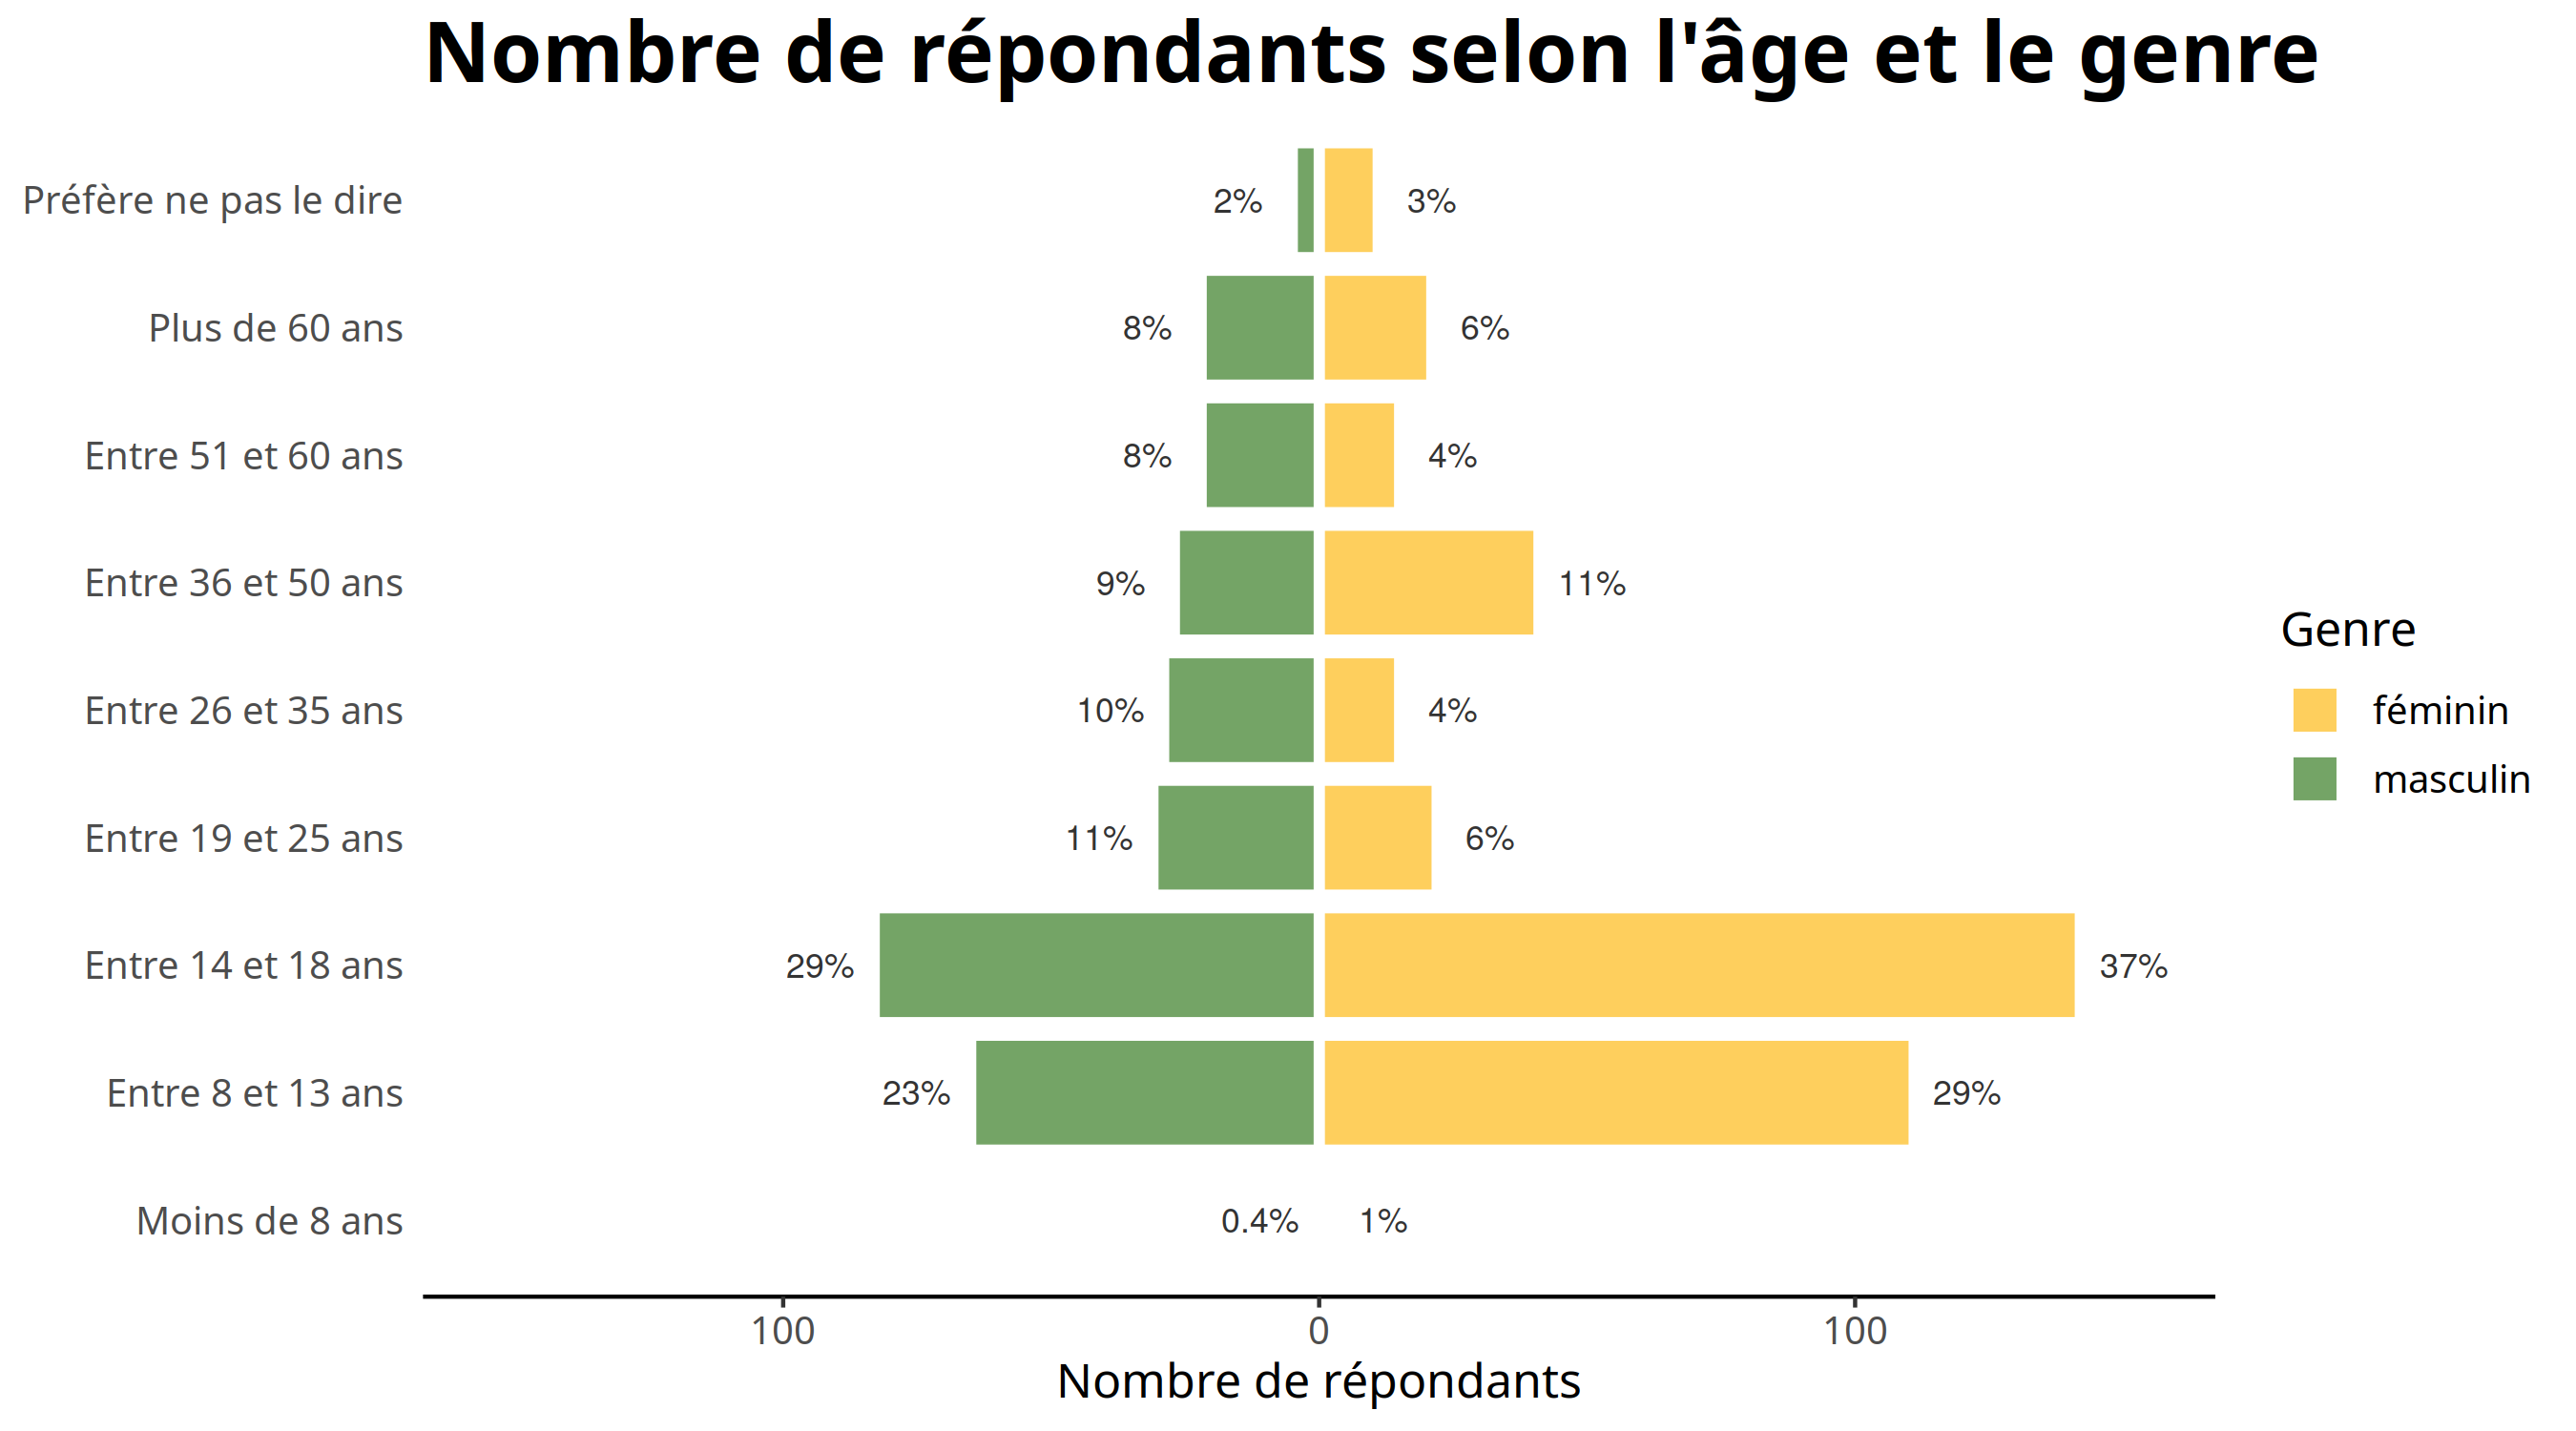 Nombre de répondants selon l'âge et le genre
Préfère ne pas le dire 2% 3%
Plus de 60 ans 8% 6%
Entre 51 et 60 ans 8% 4%
Entre 36 et 50 ans 9% 11%
Entre 26 et 35 ans 10% 4%
Entre 19 et 25 ans 11% 6%
Entre 14 et 18 ans 29% 37%
Entre 8 et 13 ans 23% 29%
Moins de 8 ans 0.4% 1%
100 0 100
Nombre de répondants
Genre
féminin
masculin